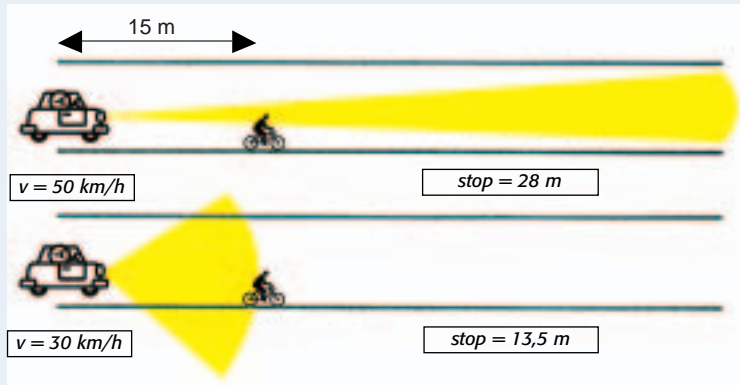 15 m
v = 50 km/h
stop = 28 m
v = 30 km/h
stop = 13,5 m